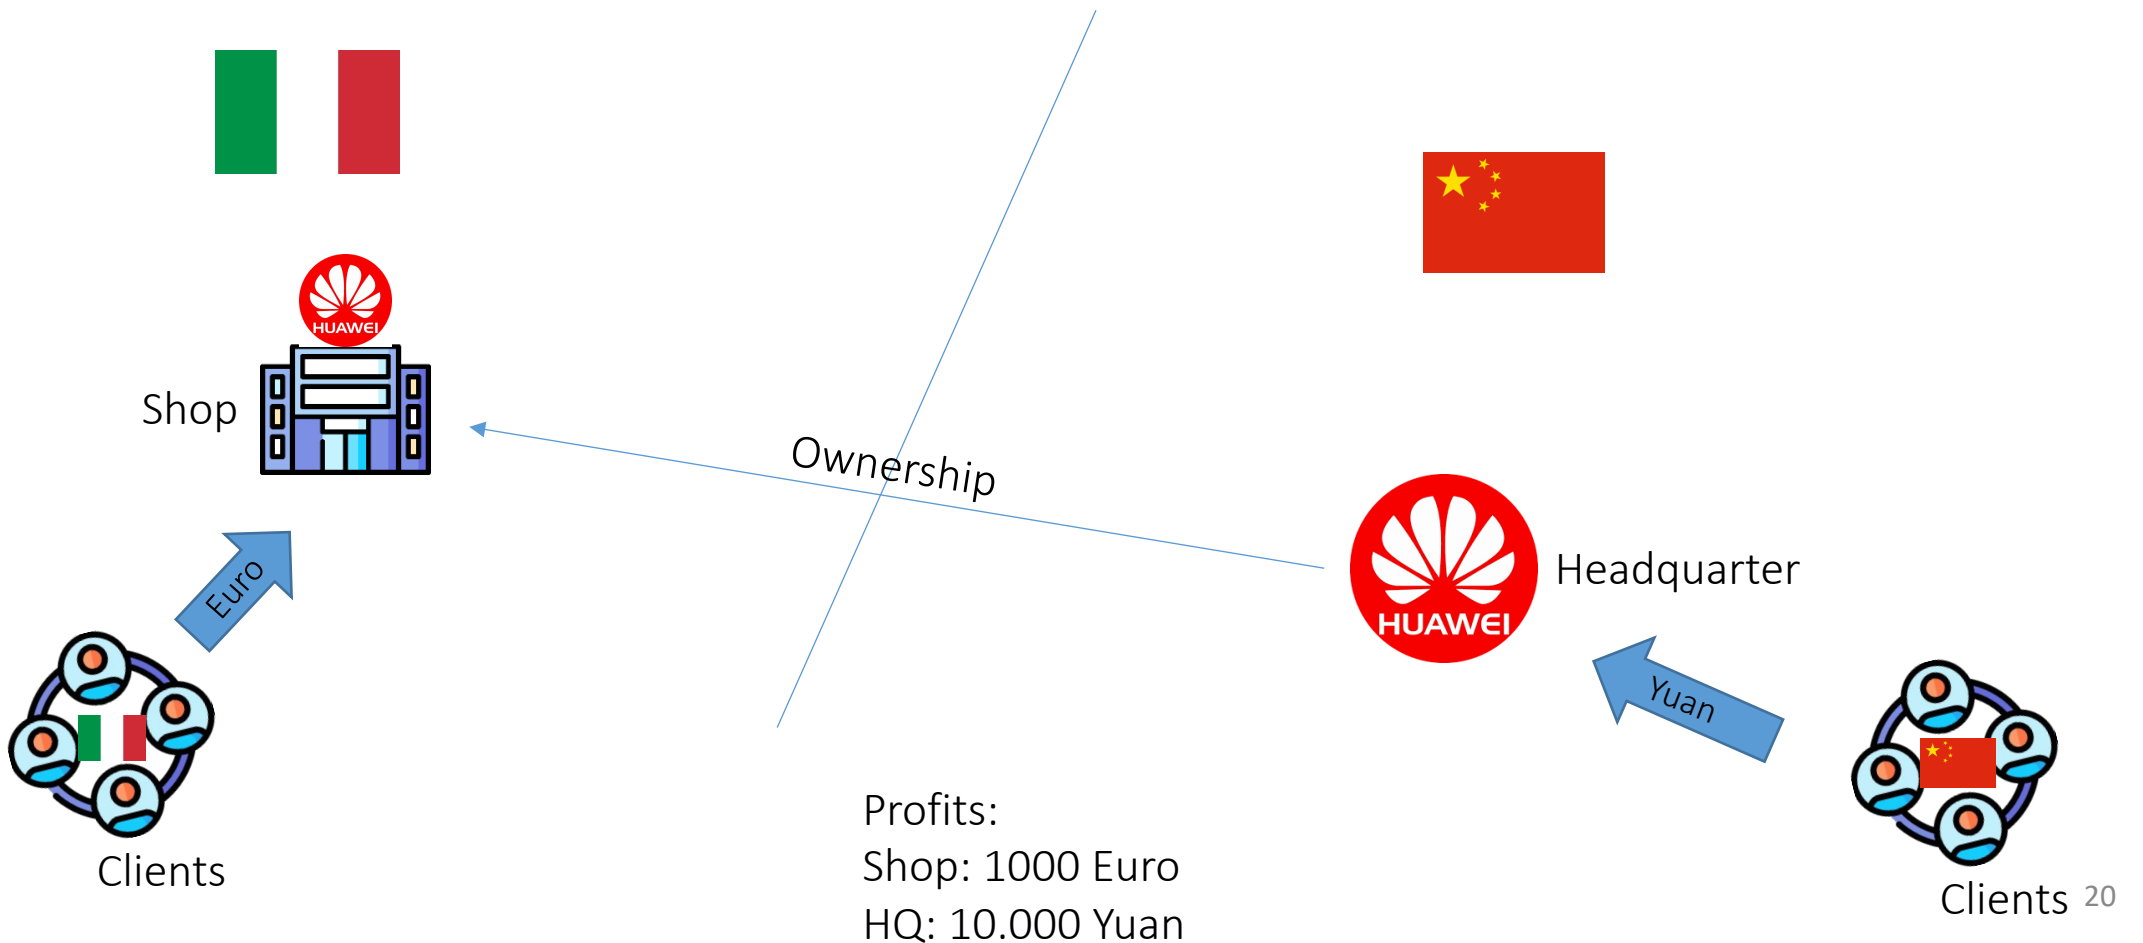 HUAWEI
Shop
Ownership
HUAWEI
Headquarter
Euro
Yuan
Clients
Profits:
Shop: 1000 Euro
HQ: 10.000 Yuan
Clients
20